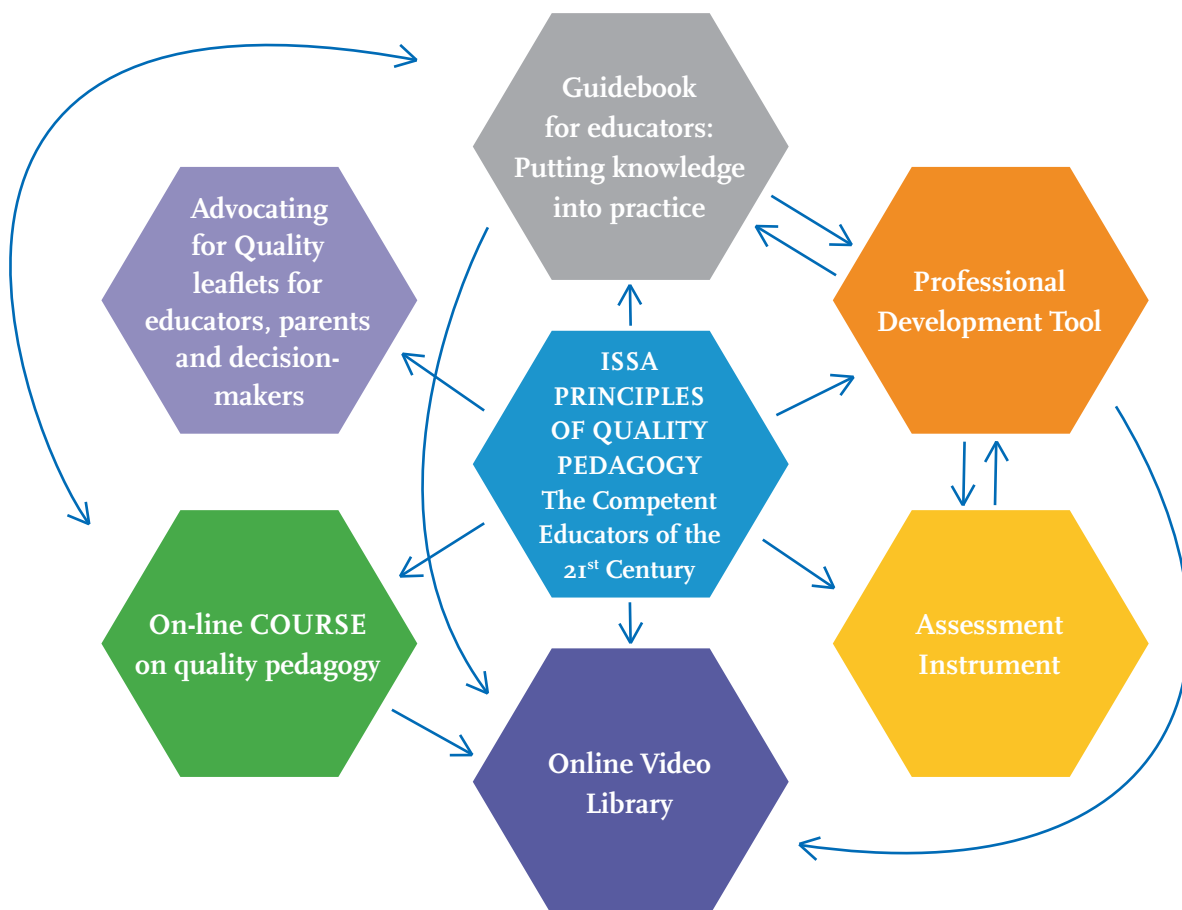 Guidebook
for educators:
Putting knowledge
into practice
Advocating
for Quality
leaflets for
educators, parents
and decision-
makers
Professional
Development Tool
ISSA
PRINCIPLES
OF QUALITY
PEDAGOGY
The Competent
Educators of the
21st Century
On-line COURSE
on quality pedagogy
Assessment
Instrument
Online Video
Library